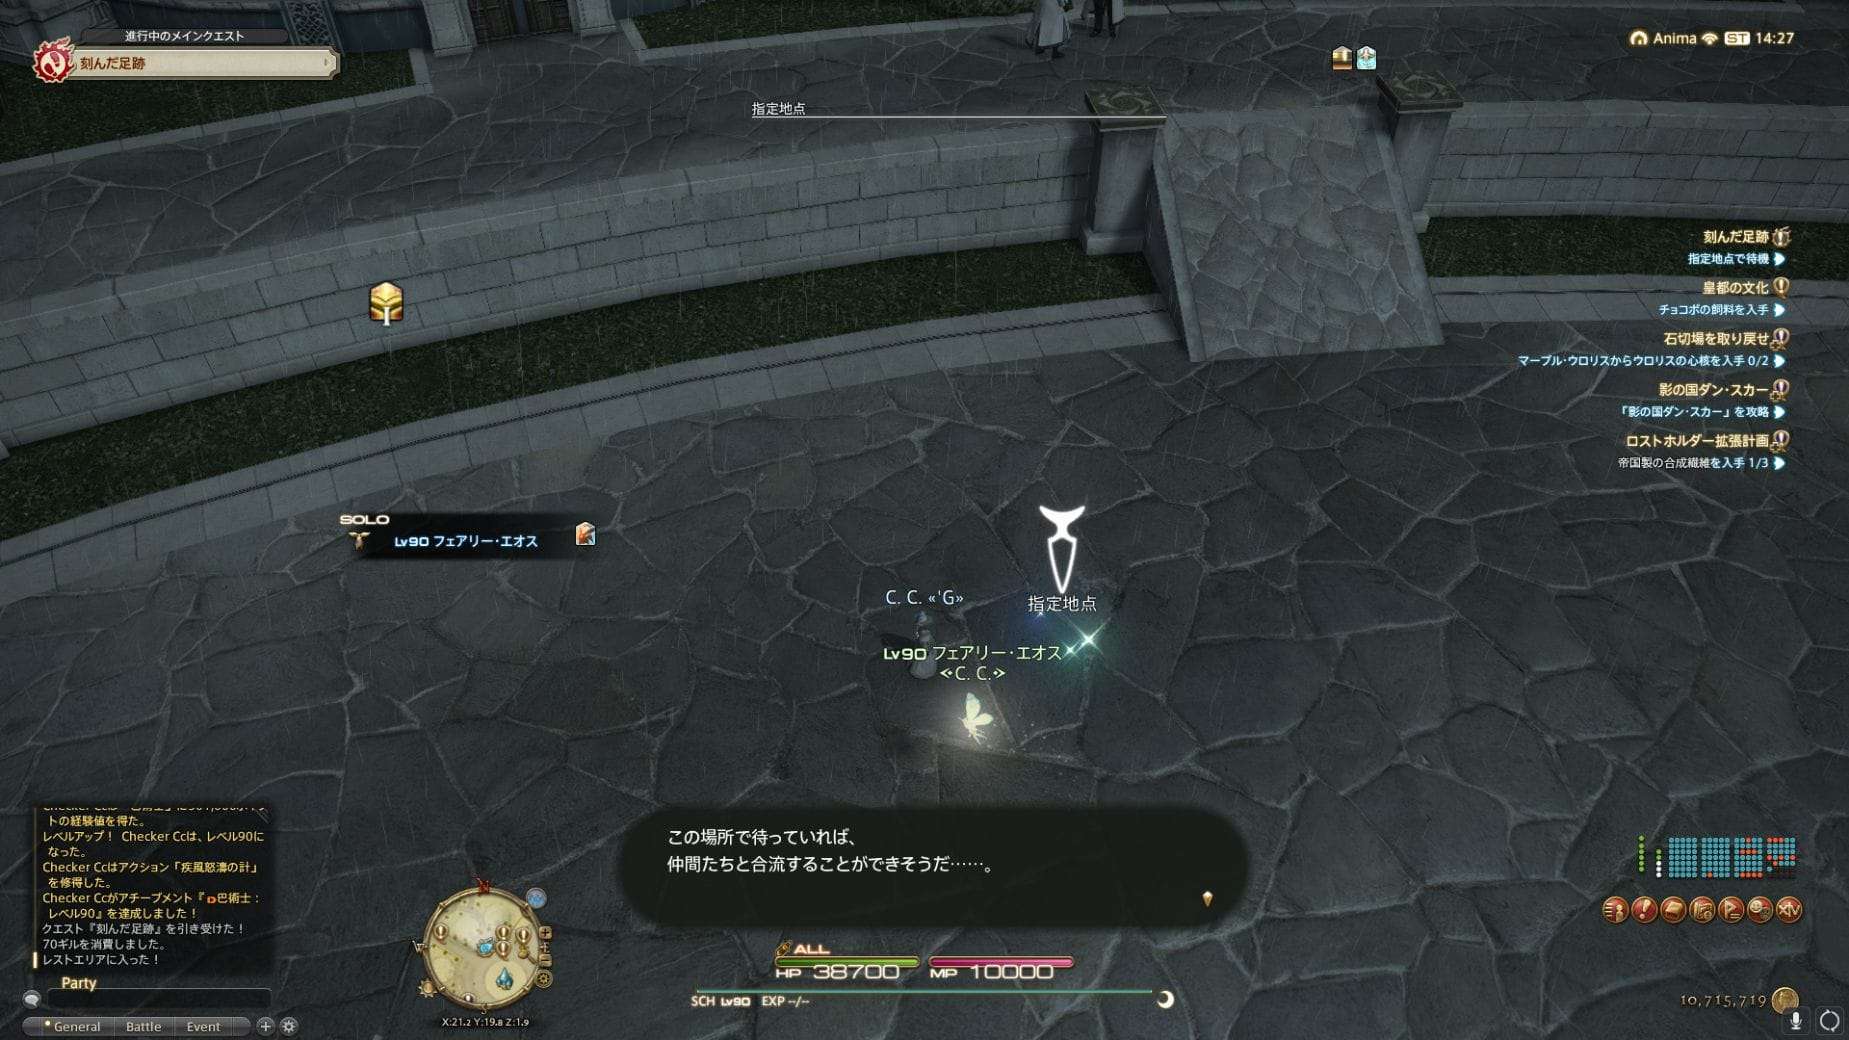 進行中のメインクエスト
刻んだ足跡
Anima ST 14:27
指定地点
刻んだ足跡
指定地点で待機
皇都の文化
チョコボの飼料を入手
石切場を取り戻せ
マーブル・ウロリスからウロリスの心核を入手 0/2
影の国ダン・スカー
「影の国ダン・スカー」を攻略
ロストホルダー拡張計画
帝国製の合成繊維を入手 1/3
SOLO
Lv90 フェアリー・エオス
C. C. «'G»
指定地点
Lv90 フェアリー・エオス
C. C.
この場所で待っていれば、
仲間たちと合流することができそうだ……。
トの経験値を得た。
レベルアップ！ Checker Ccは、レベル90に
なった。
Checker Ccはアクション「疾風怒濤の計」
を修得した。
Checker Ccがアチーブメント『巴術士：
レベル90』を達成しました！
クエスト『刻んだ足跡』を引き受けた！
70ギルを消費しました。
レストエリアに入った！
Party
General Battle Event
N
X:21.2 Y:19.8 Z:1.9
ALL
HP 38700 MP 10000
SCH Lv90 EXP --/--
XIV
10,715,719